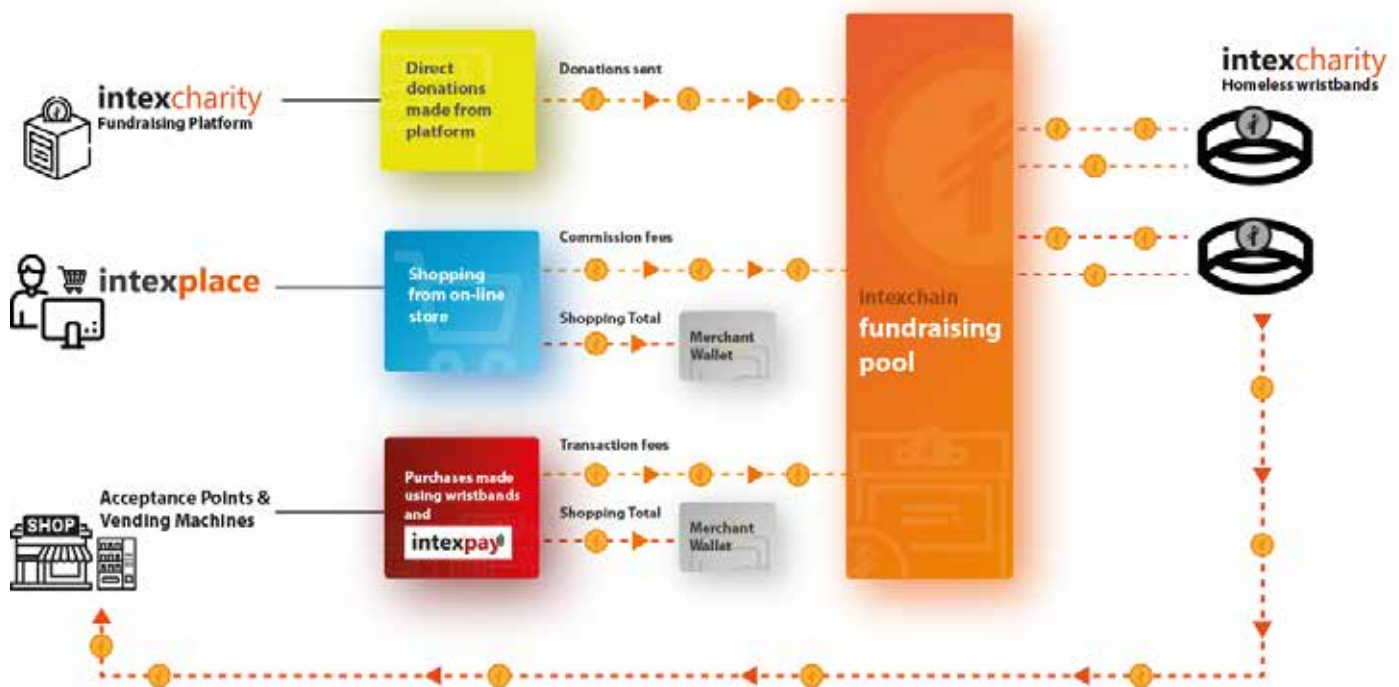 intexcharity
Fundraising Platform
Direct
donations
made from
platform
Donations sent
intexcharity
Homeless wristbands
intexplace
Shopping
from on-line
store
Commission fees
Shopping Total
Merchant
Wallet
intexchain
fundraising
pool
Acceptance Points &
Vending Machines
SHOP
Purchases made
using wristbands
and
intexpay
Transaction fees
Shopping Total
Merchant
Wallet